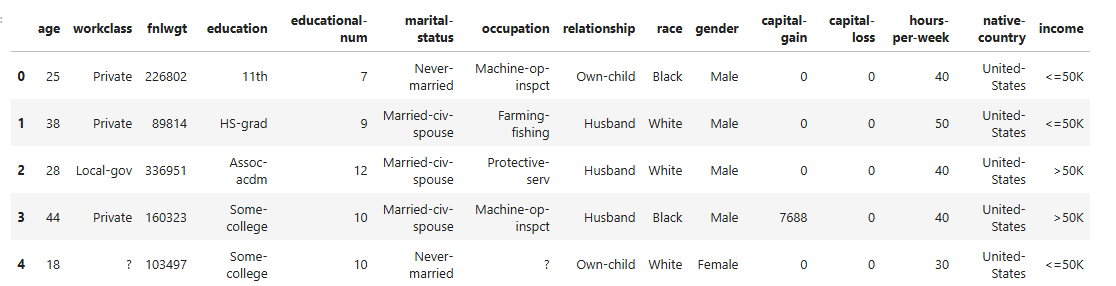 age workclass fnlwgt education educational-num marital-status occupation relationship race gender capital-gain capital-loss hours-per-week native-country income
0 25 Private 226802 11th 7 Never-married Machine-op-inspct Own-child Black Male 0 0 40 United-States <=50K
1 38 Private 89814 HS-grad 9 Married-civ-spouse Farming-fishing Husband White Male 0 0 50 United-States <=50K
2 28 Local-gov 336951 Assoc-acdm 12 Married-civ-spouse Protective-serv Husband White Male 0 0 40 United-States >50K
3 44 Private 160323 Some-college 10 Married-civ-spouse Machine-op-inspct Husband Black Male 7688 0 40 United-States >50K
4 18 ? 103497 Some-college 10 Never-married ? Own-child White Female 0 0 30 United-States <=50K